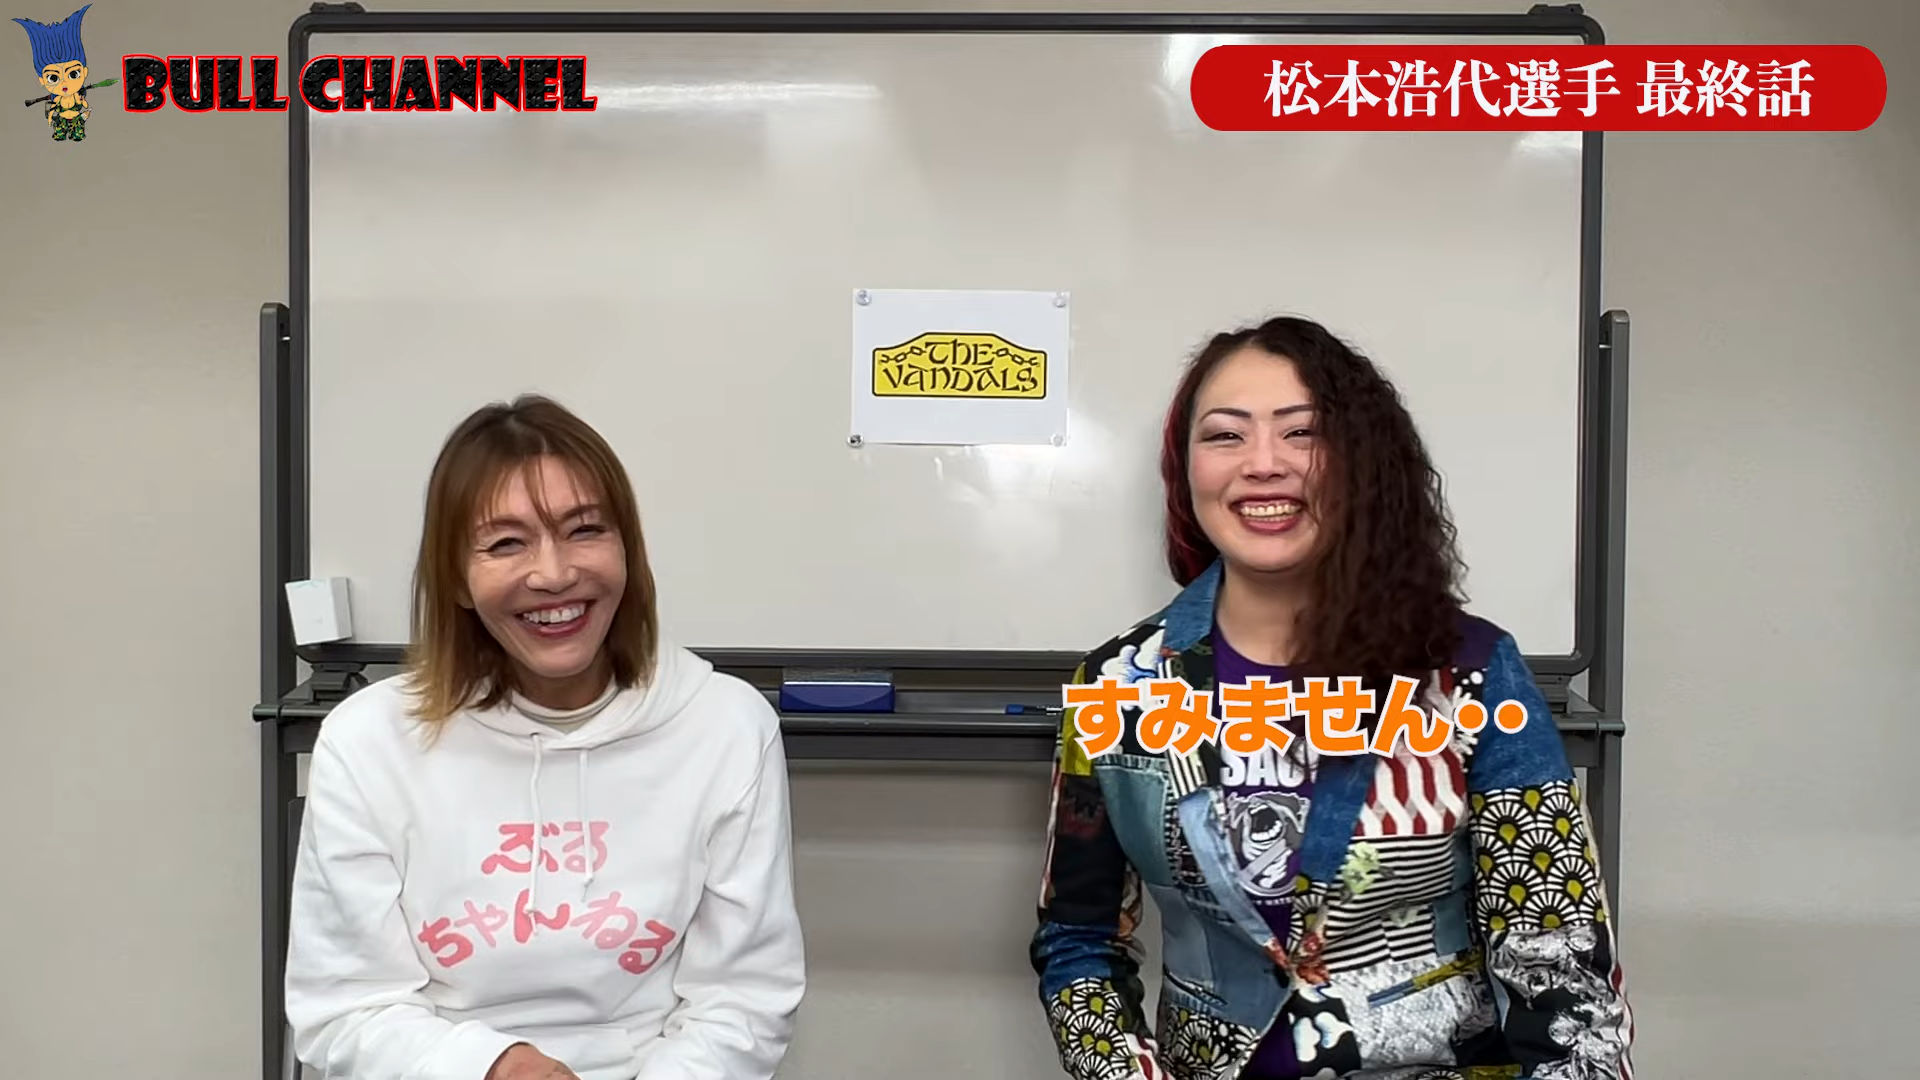 BULL CHANNEL
松本浩代選手 最終話
THE
VANDALS
すみません‥
ぶる
ちゃんねる